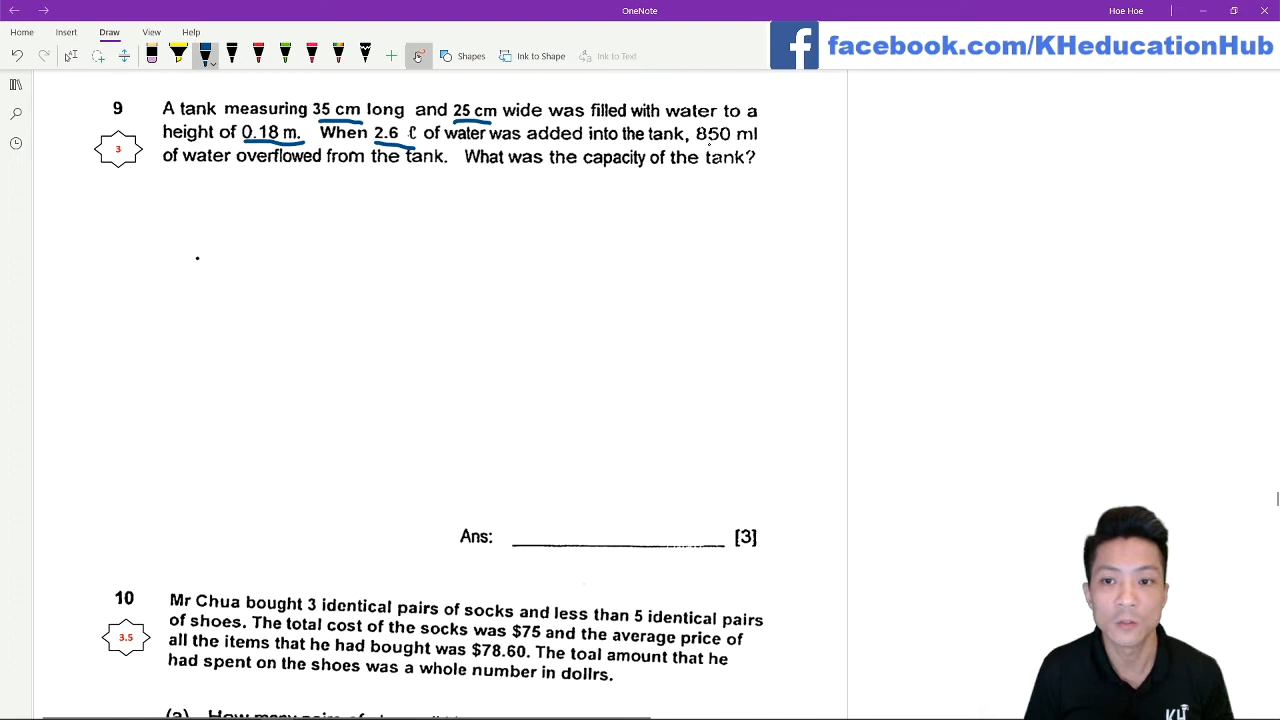 OneNote
Hoe Hoe
Home Insert Draw View Help
Shapes Ink to Shape Ink to Text
facebook.com/KHeducationHub
9 A tank measuring 35 cm long and 25 cm wide was filled with water to a
height of 0.18 m. When 2.6 ℓ of water was added into the tank, 850 ml
3
of water overflowed from the tank. What was the capacity of the tank?
Ans: [3]
10 Mr Chua bought 3 identical pairs of socks and less than 5 identical pairs
of shoes. The total cost of the socks was $75 and the average price of
3.5
all the items that he had bought was $78.60. The toal amount that he
had spent on the shoes was a whole number in dollrs.
(a) How many pairs of
KH